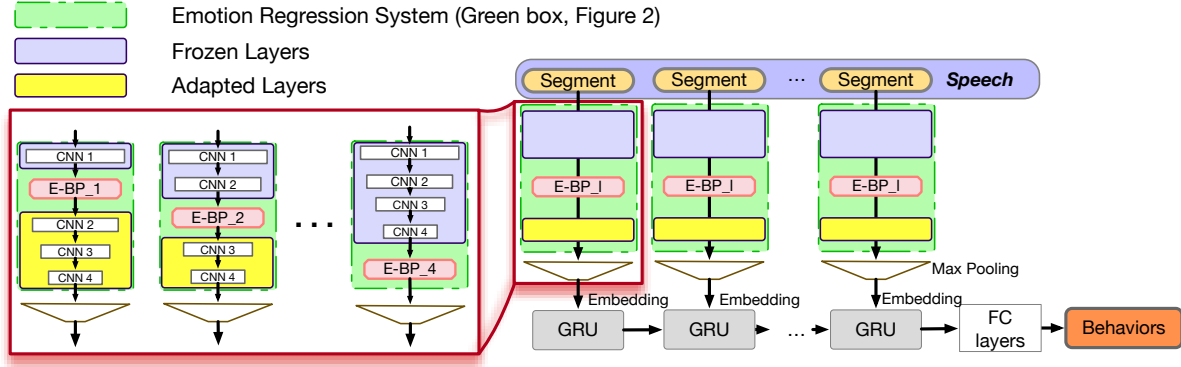 Emotion Regression System (Green box, Figure 2)
Frozen Layers
Adapted Layers
Segment Segment ... Segment Speech
CNN 1
E-BP_1
CNN 2
CNN 3
CNN 4
CNN 1
CNN 2
E-BP_2
CNN 3
CNN 4
...
CNN 1
CNN 2
CNN 3
CNN 4
E-BP_4
E-BP_l E-BP_l E-BP_l
Max Pooling
Embedding Embedding Embedding
GRU GRU ... GRU
FC
layers
Behaviors